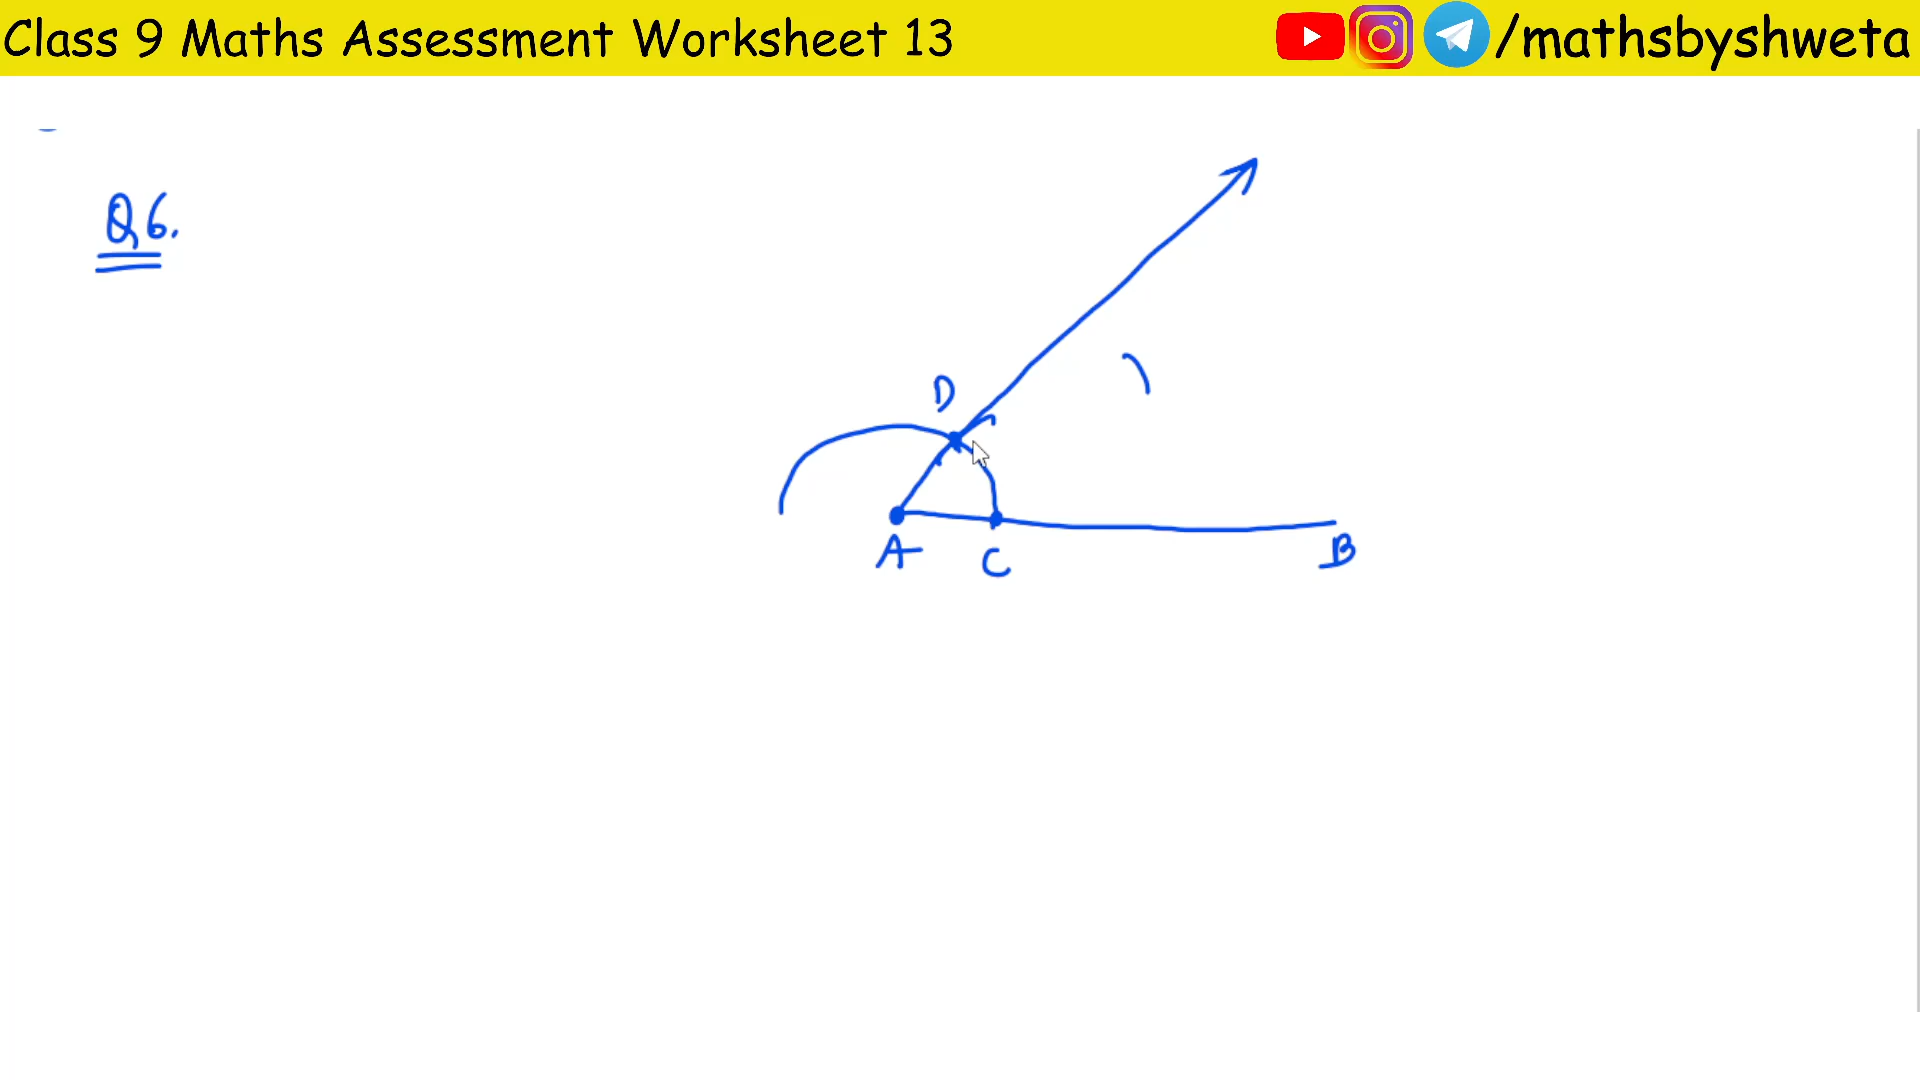 Class 9 Maths Assessment Worksheet 13
/mathsbyshweta
Q6.
D
A
C
B